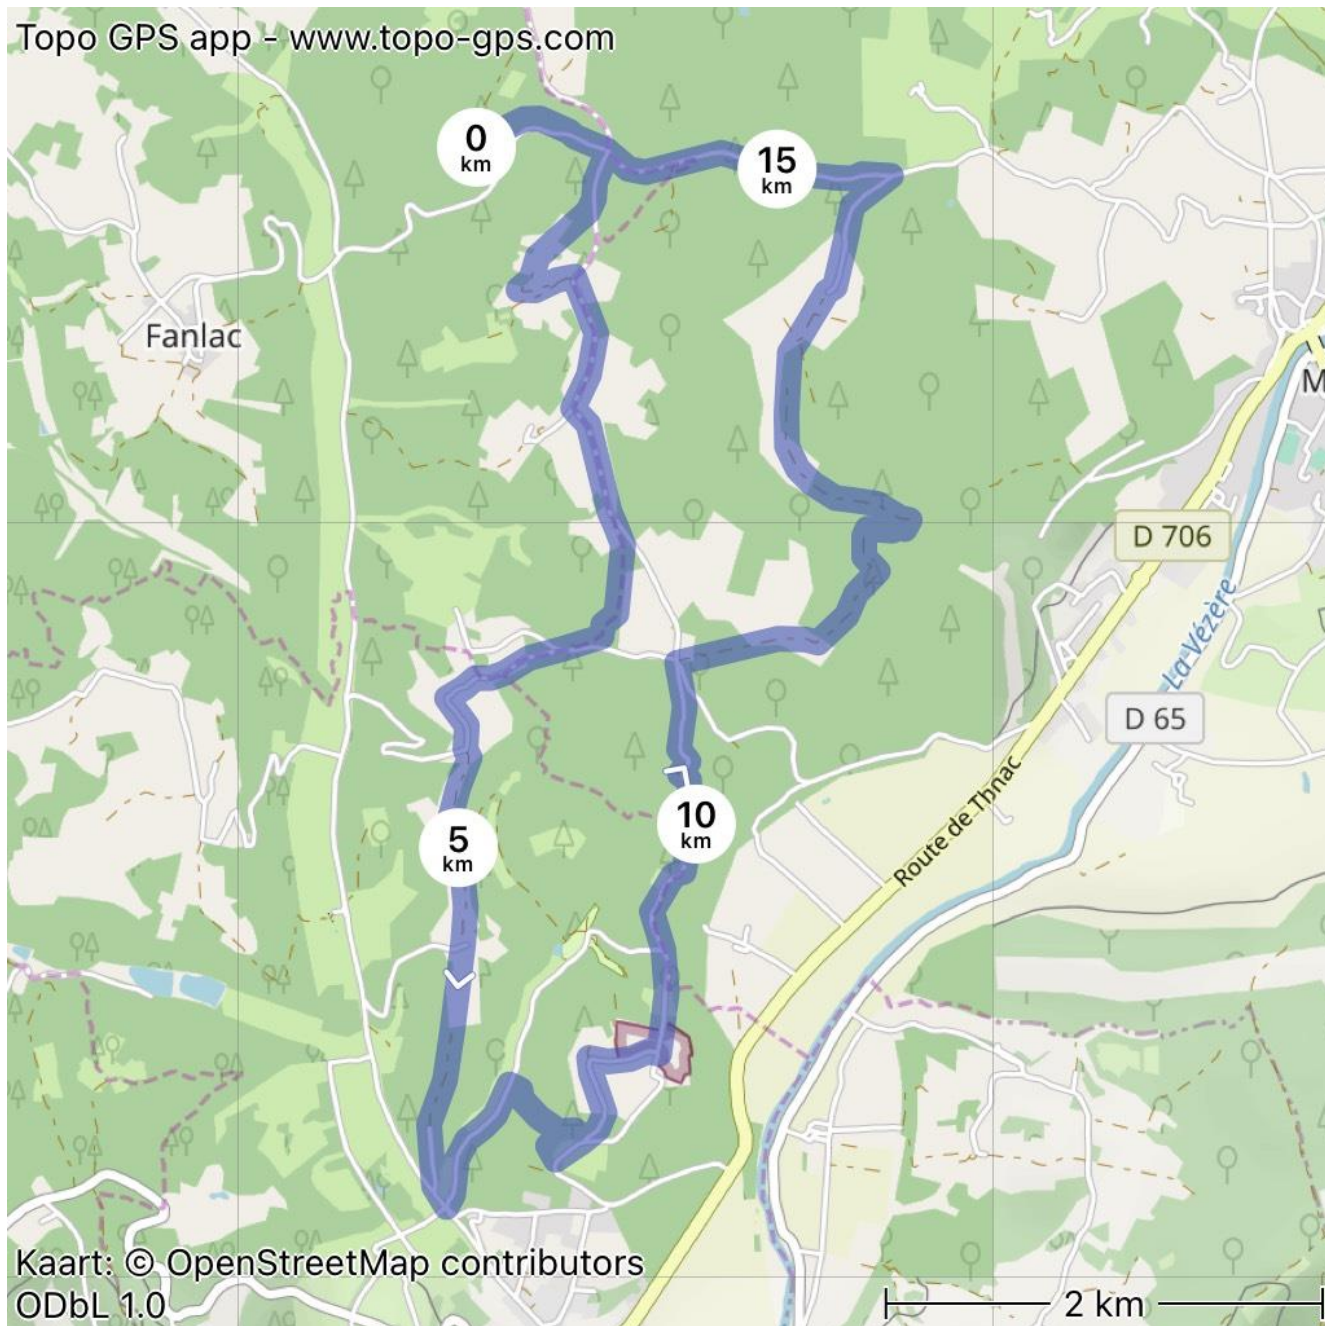 Topo GPS app - www.topo-gps.com
0
km
15
km
Fanlac
M
D 706
La Vézère
D 65
Route de Thnac
5
km
10
km
Kaart: © OpenStreetMap contributors
ODbL 1.0
2 km